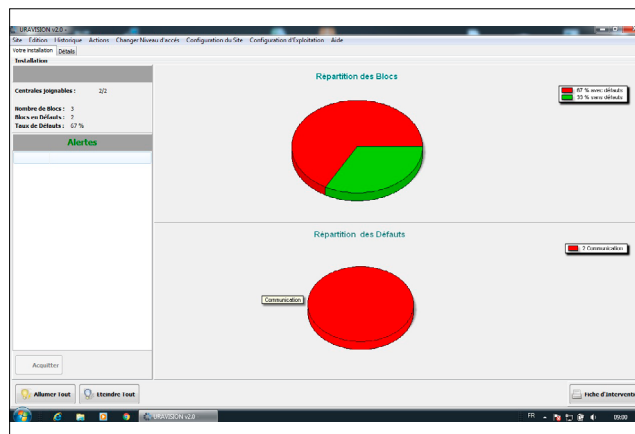 URAVISION v2.0 -
Site Edition Historique Actions Changer Niveau d'accès Configuration du Site Configuration d'Exploitation Aide
Votre installation Détails
Installation
Centrales Joignables : 2/2
Nombre de Blocs : 3
Blocs en Défauts : 2
Taux de Défauts : 67 %
Alertes
Acquitter
Répartition des Blocs
67 % avec défauts
33 % sans défauts
Répartition des Défauts
2 Communication
Communication
Allumer Tout Eteindre Tout Fiche d'Interventi
URAVISION v2.0 FR 09:00